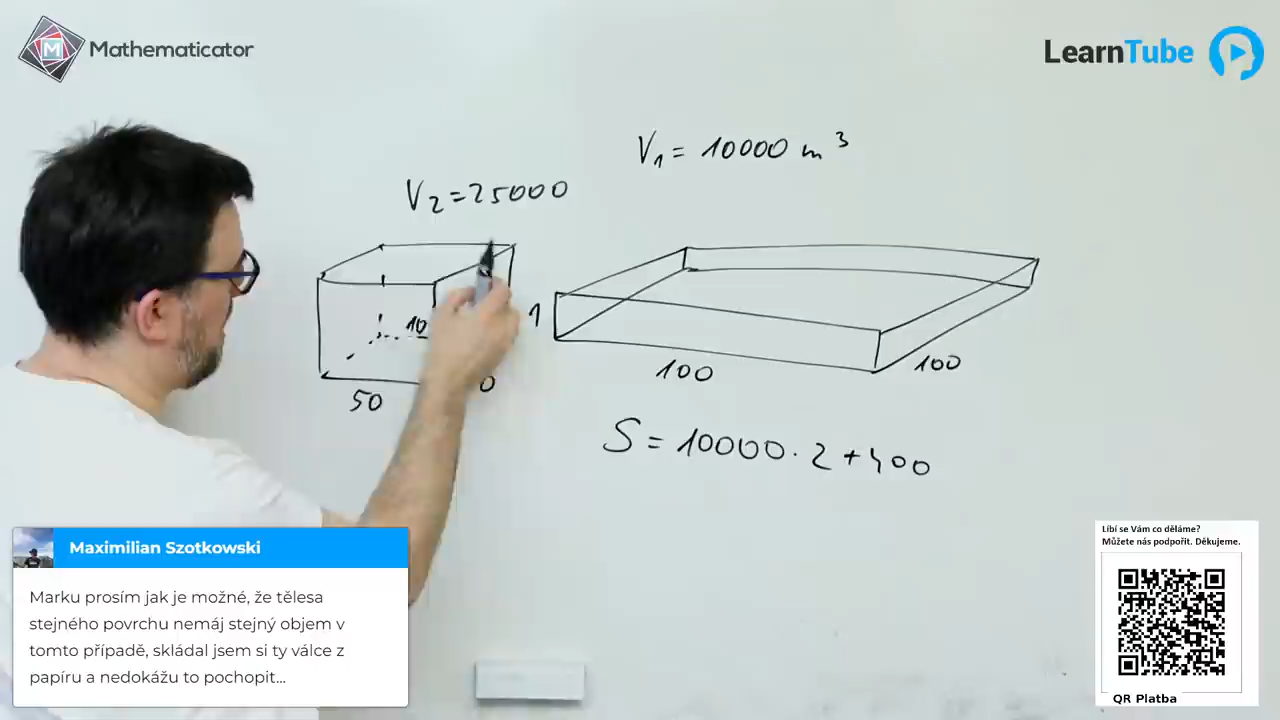 Mathematicator
LearnTube
V₁ = 10000 m³
V₂ = 25000
10
1
50
0
100
100
S = 10000 · 2 + 400
Maximilian Szotkowski
Marku prosím jak je možné, že tělesa
stejného povrchu nemáj stejný objem v
tomto případě, skládal jsem si ty válce z
papíru a nedokážu to pochopit...
Líbí se Vám co děláme?
Můžete nás podpořit. Děkujeme.
QR Platba